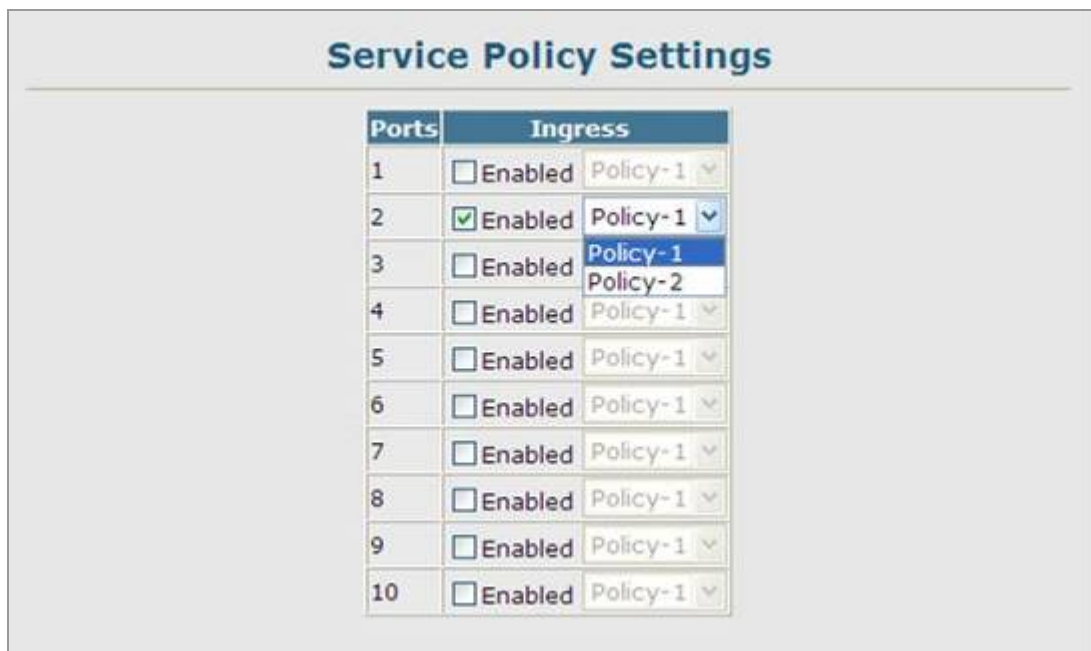 Service Policy Settings
Ports Ingress
1 Enabled Policy-1
2 Enabled Policy-1
Policy-1
3 Enabled
Policy-2
4 Enabled Policy-1
5 Enabled Policy-1
6 Enabled Policy-1
7 Enabled Policy-1
8 Enabled Policy-1
9 Enabled Policy-1
10 Enabled Policy-1